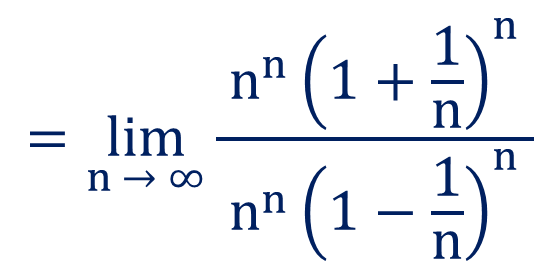 = lim n → ∞ nⁿ (1 + 1/n)ⁿ / nⁿ (1 − 1/n)ⁿ